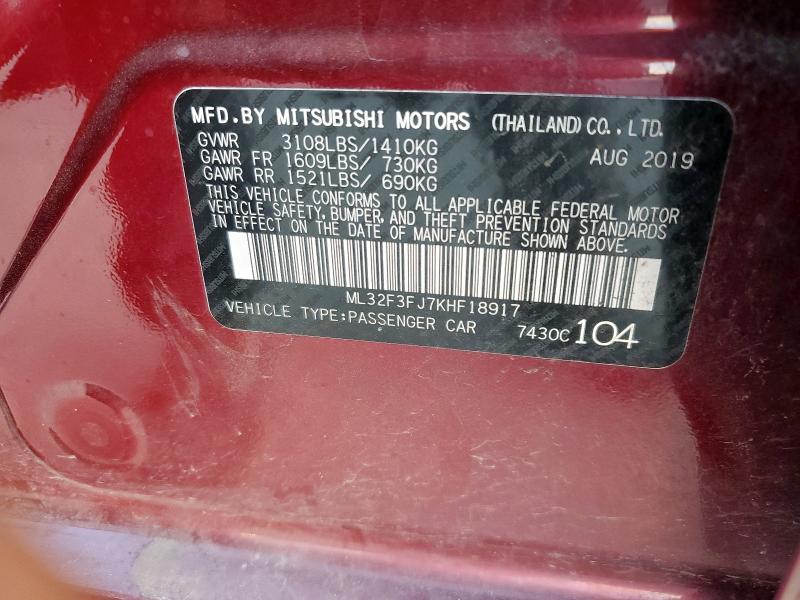 MFD.BY MITSUBISHI MOTORS (THAILAND) CO., LTD.
GVWR 3108LBS/1410KG AUG 2019
GAWR FR 1609LBS/ 730KG
GAWR RR 1521LBS/ 690KG
THIS VEHICLE CONFORMS TO ALL APPLICABLE FEDERAL MOTOR
VEHICLE SAFETY, BUMPER, AND THEFT PREVENTION STANDARDS
IN EFFECT ON THE DATE OF MANUFACTURE SHOWN ABOVE.
ML32F3FJ7KHF18917
VEHICLE TYPE:PASSENGER CAR 7430C 104